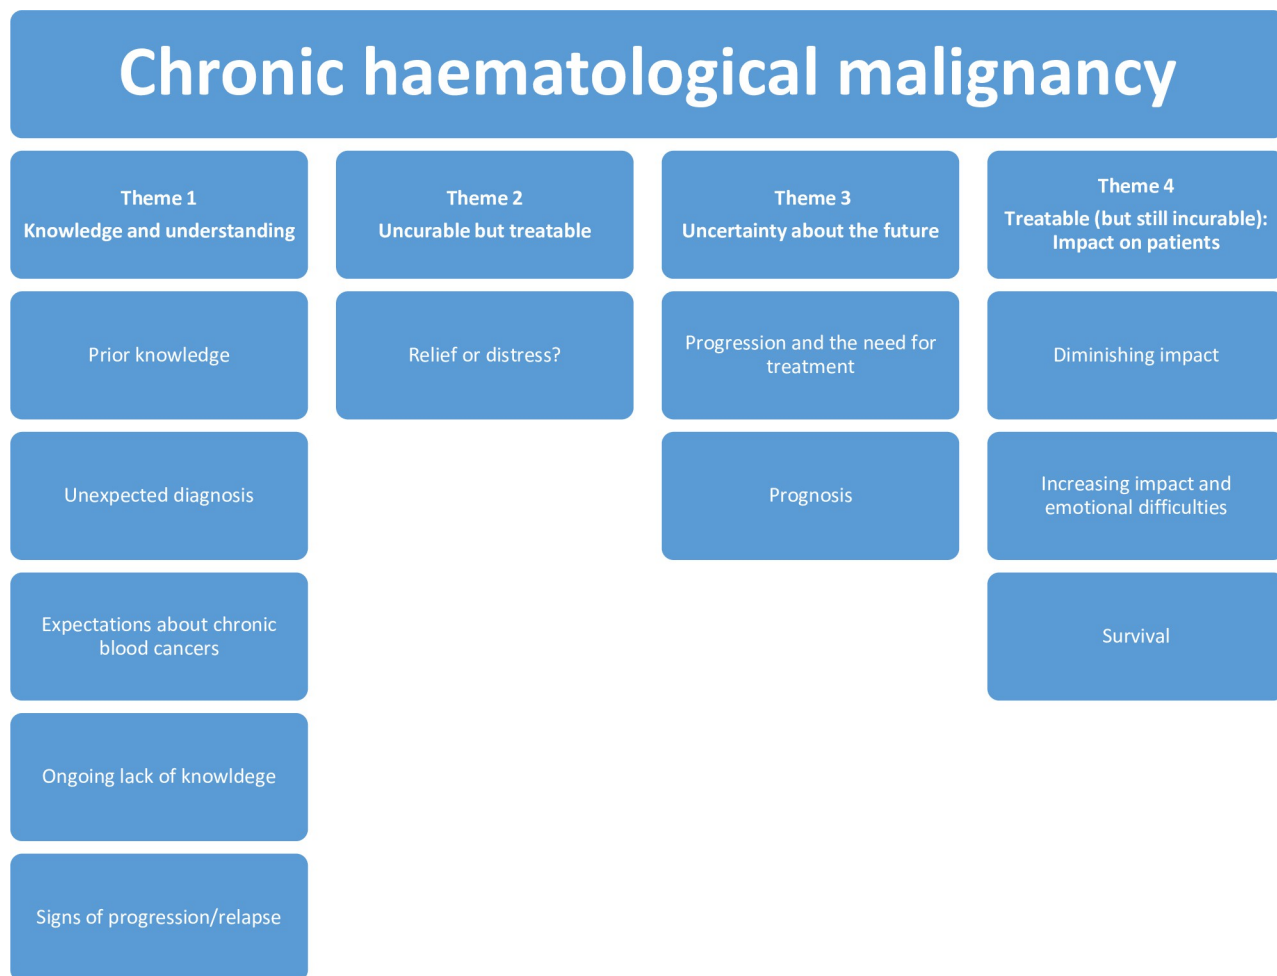 Chronic haematological malignancy
Theme 1
Knowledge and understanding
Prior knowledge
Unexpected diagnosis
Expectations about chronic
blood cancers
Ongoing lack of knowldege
Signs of progression/relapse
Theme 2
Uncurable but treatable
Relief or distress?
Theme 3
Uncertainty about the future
Progression and the need for
treatment
Prognosis
Theme 4
Treatable (but still incurable):
Impact on patients
Diminishing impact
Increasing impact and
emotional difficulties
Survival